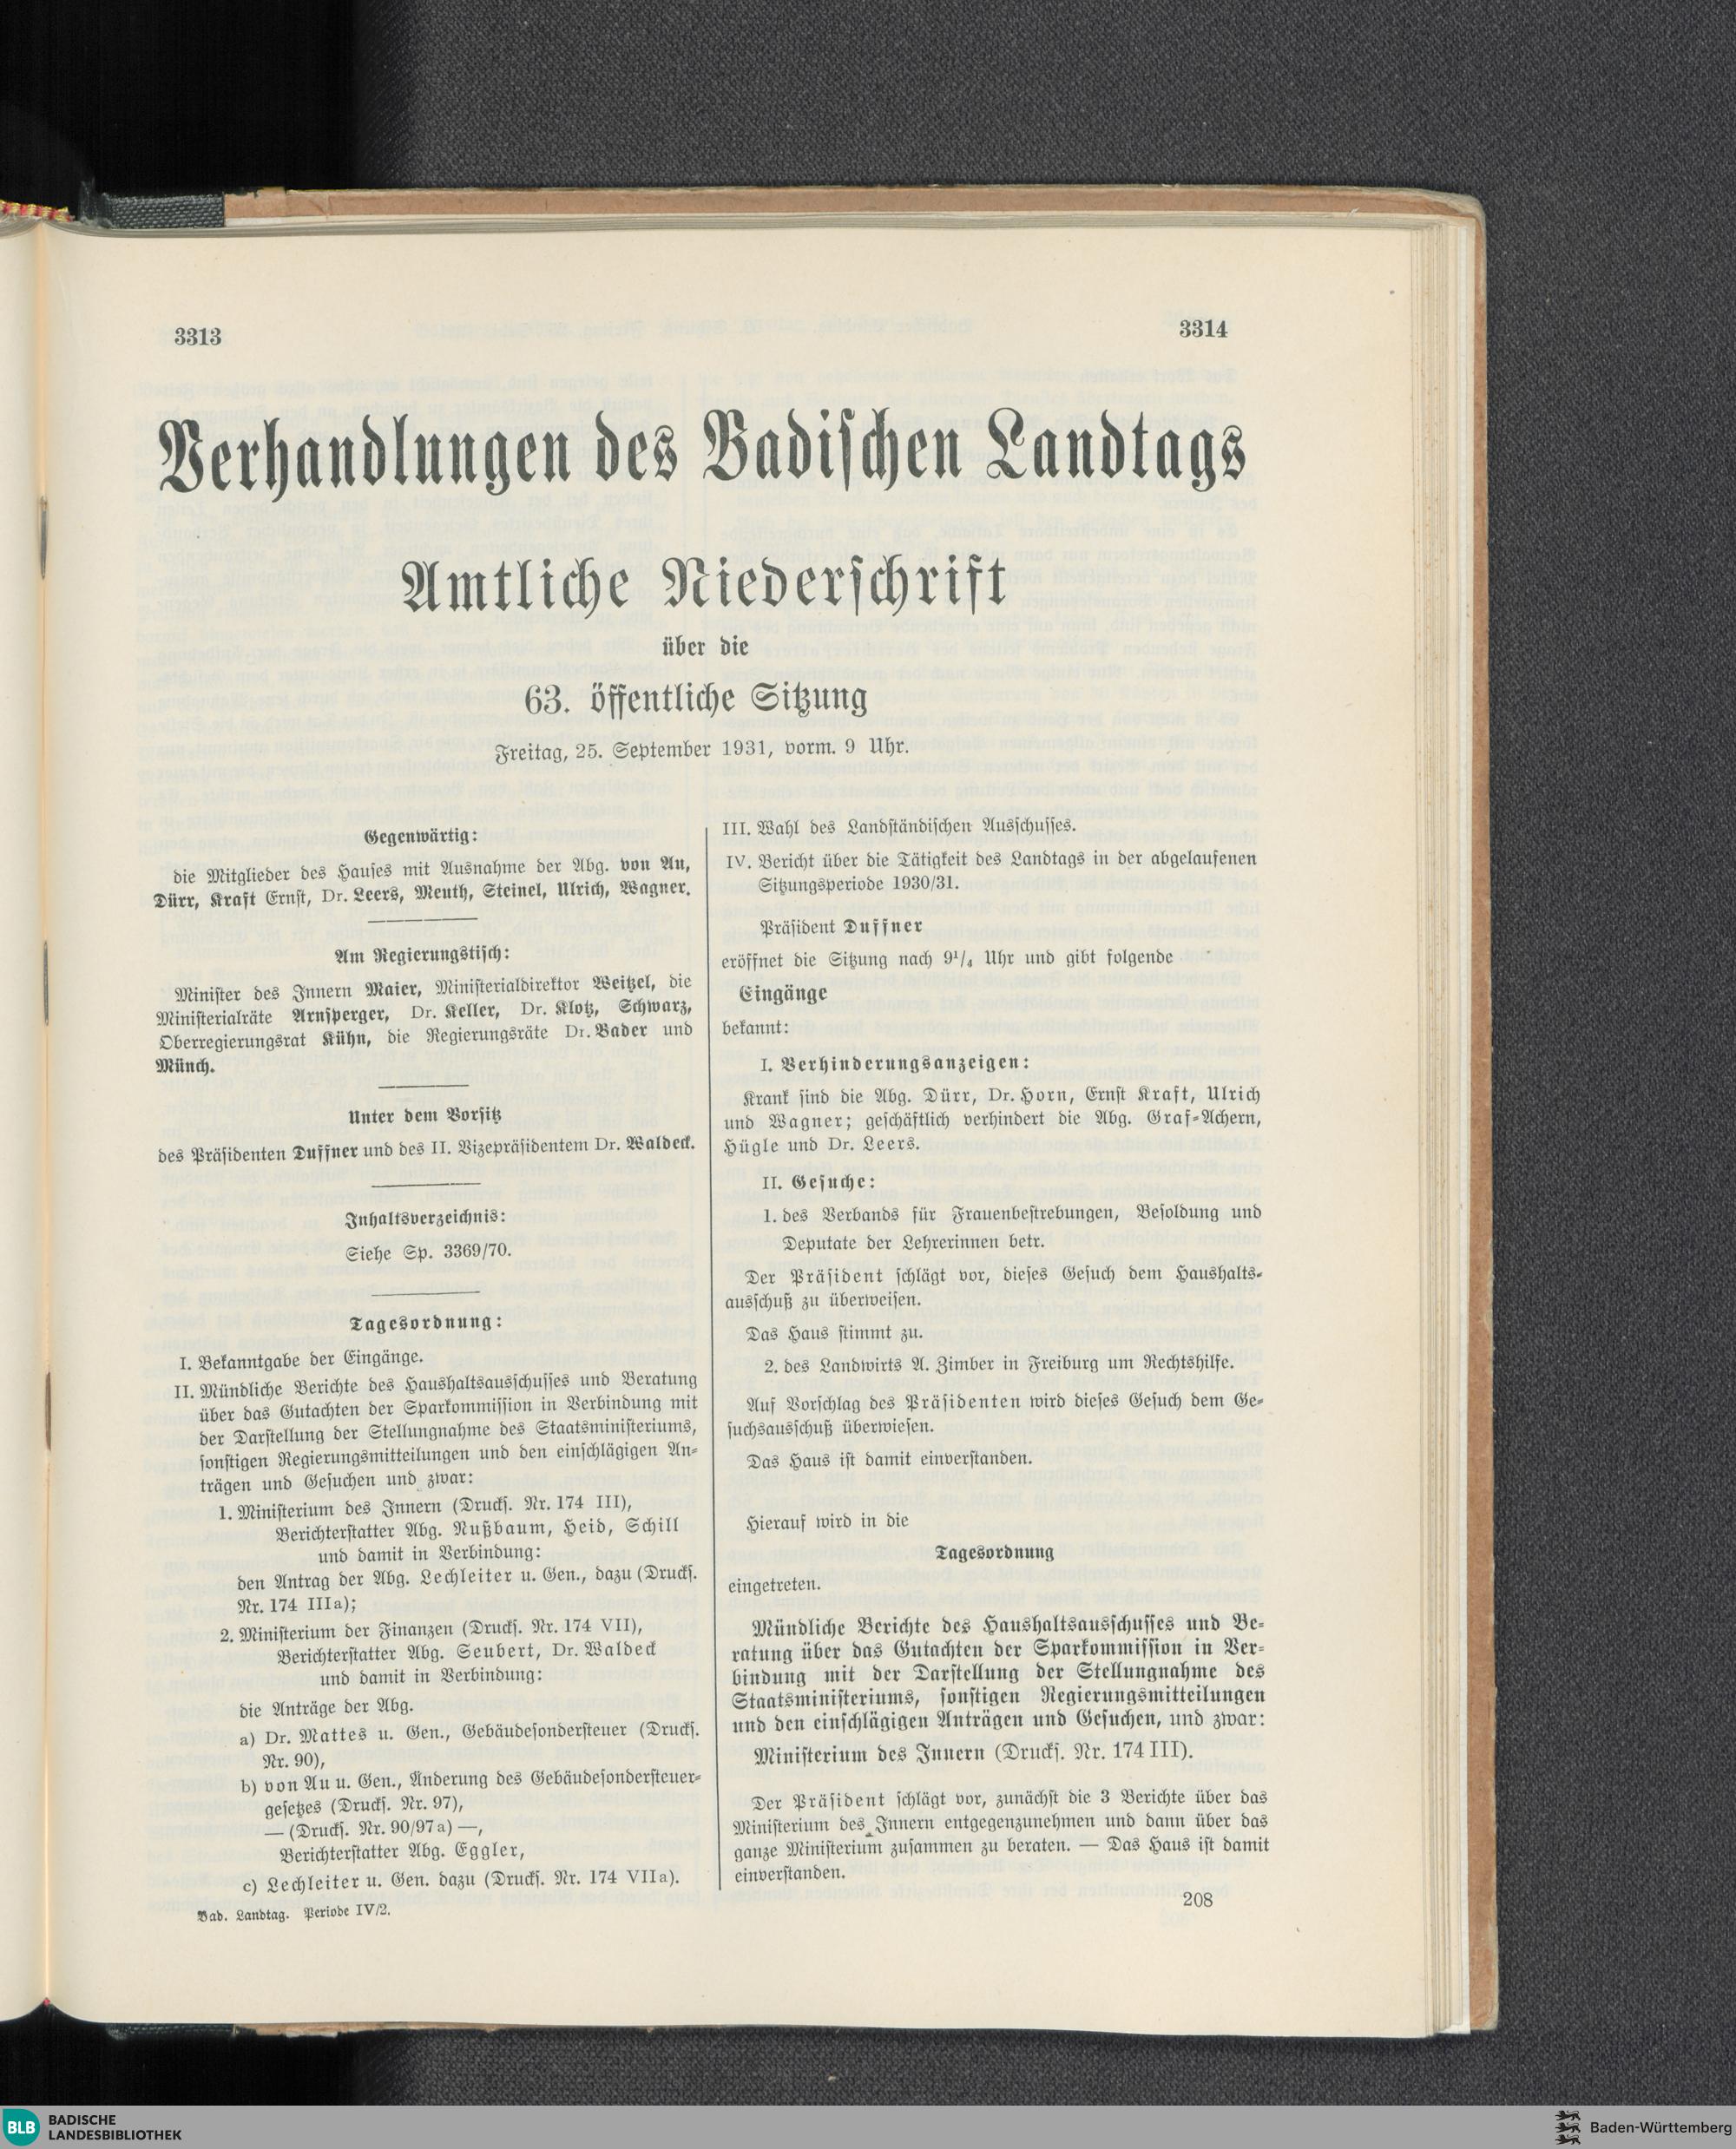 3313
3314
Verhandlungen des Badischen Landtags
Amtliche Niederschrift
über die
63. öffentliche Sitzung
Freitag, 25. September 1931, vorm. 9 Uhr.
Gegenwärtig:
die Mitglieder des Hauses mit Ausnahme der Abg. von Au,
Dürr, Kraft Ernst, Dr. Leers, Meuth, Steinel, Ulrich, Wagner.
Am Regierungstisch:
Minister des Innern Maier, Ministerialdirektor Weitzel, die
Ministerialräte Arnsperger, Dr. Keller, Dr. Klotz, Schwarz,
Oberregierungsrat Kühn, die Regierungsräte Dr. Bader und
Münch.
Unter dem Vorsitz
des Präsidenten Duffner und des II. Vizepräsidentem Dr. Waldeck.
Inhaltsverzeichnis:
Siehe Sp. 3369/70.
Tagesordnung:
I. Bekanntgabe der Eingänge.
II. Mündliche Berichte des Haushaltsausschusses und Beratung
über das Gutachten der Sparkommission in Verbindung mit
der Darstellung der Stellungnahme des Staatsministeriums,
sonstigen Regierungsmitteilungen und den einschlägigen An-
trägen und Gesuchen und zwar:
1. Ministerium des Innern (Drucks. Nr. 174 III),
Berichterstatter Abg. Nußbaum, Heid, Schill
und damit in Verbindung:
den Antrag der Abg. Lechleiter u. Gen., dazu (Drucks.
Nr. 174 IIIa);
2. Ministerium der Finanzen (Drucks. Nr. 174 VII),
Berichterstatter Abg. Seubert, Dr. Waldeck
und damit in Verbindung:
die Anträge der Abg.
a) Dr. Mattes u. Gen., Gebäudesondersteuer (Drucks.
Nr. 90),
b) von Au u. Gen., Änderung des Gebäudesondersteuer-
gesetzes (Drucks. Nr. 97),
— (Drucks. Nr. 90/97a) —,
Berichterstatter Abg. Eggler,
c) Lechleiter u. Gen. dazu (Drucks. Nr. 174 VIIa).
Bad. Landtag. Periode IV/2.
III. Wahl des Landständischen Ausschusses.
IV. Bericht über die Tätigkeit des Landtags in der abgelaufenen
Sitzungsperiode 1930/31.
Präsident Duffner
eröffnet die Sitzung nach 9¹/₄ Uhr und gibt folgende
Eingänge
bekannt:
I. Verhinderungsanzeigen:
Krank sind die Abg. Dürr, Dr. Horn, Ernst Kraft, Ulrich
und Wagner; geschäftlich verhindert die Abg. Graf-Achern,
Hügle und Dr. Leers.
II. Gesuche:
1. des Verbands für Frauenbestrebungen, Besoldung und
Deputate der Lehrerinnen betr.
Der Präsident schlägt vor, dieses Gesuch dem Haushalts-
ausschuß zu überweisen.
Das Haus stimmt zu.
2. des Landwirts A. Zimber in Freiburg um Rechtshilfe.
Auf Vorschlag des Präsidenten wird dieses Gesuch dem Ge-
suchsausschuß überwiesen.
Das Haus ist damit einverstanden.
Hierauf wird in die
Tagesordnung
eingetreten.
Mündliche Berichte des Haushaltsausschusses und Be-
ratung über das Gutachten der Sparkommission in Ver-
bindung mit der Darstellung der Stellungnahme des
Staatsministeriums, sonstigen Regierungsmitteilungen
und den einschlägigen Anträgen und Gesuchen, und zwar:
Ministerium des Innern (Drucks. Nr. 174 III).
Der Präsident schlägt vor, zunächst die 3 Berichte über das
Ministerium des Innern entgegenzunehmen und dann über das
ganze Ministerium zusammen zu beraten. — Das Haus ist damit
einverstanden.
208
BLB
BADISCHE
LANDESBIBLIOTHEK
Baden-Württemberg